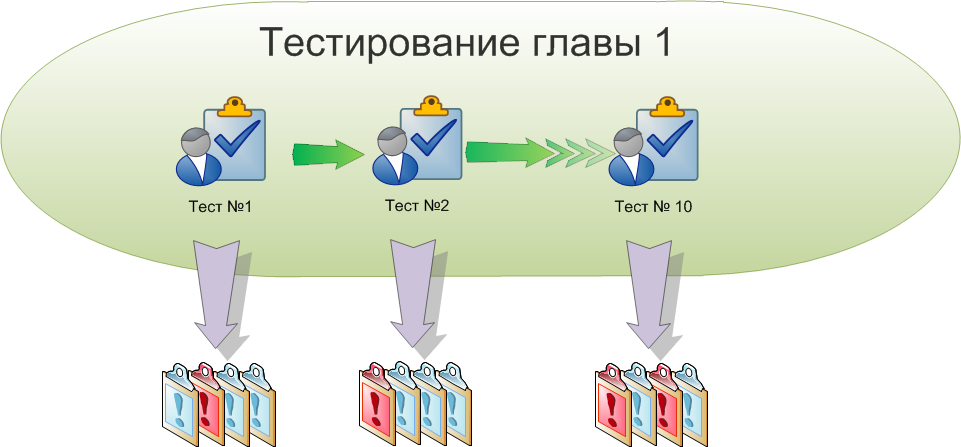 Тестирование главы 1
Тест №1
Тест №2
Тест № 10